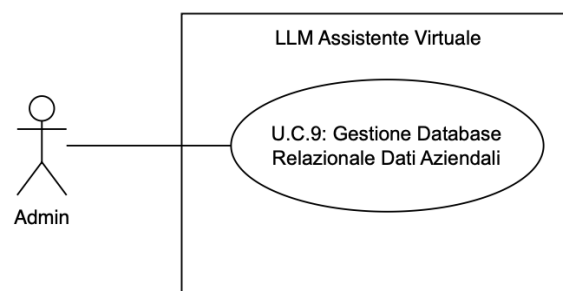 LLM Assistente Virtuale
U.C.9: Gestione Database
Relazionale Dati Aziendali
Admin